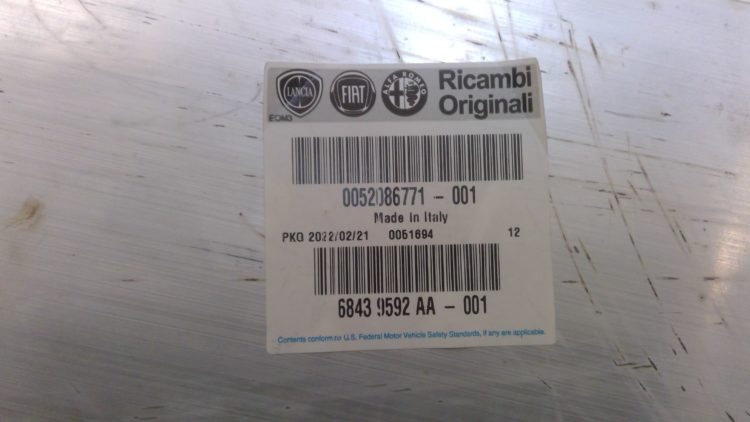 LANCIA FIAT ALFA ROMEO Ricambi
Originali
EOM3
0052086771 - 001
Made in Italy
PKG 2022/02/21 0051694 12
6843 9592 AA - 001
Contents conform to U.S. Federal Motor Vehicle Safety Standards, if any are applicable.